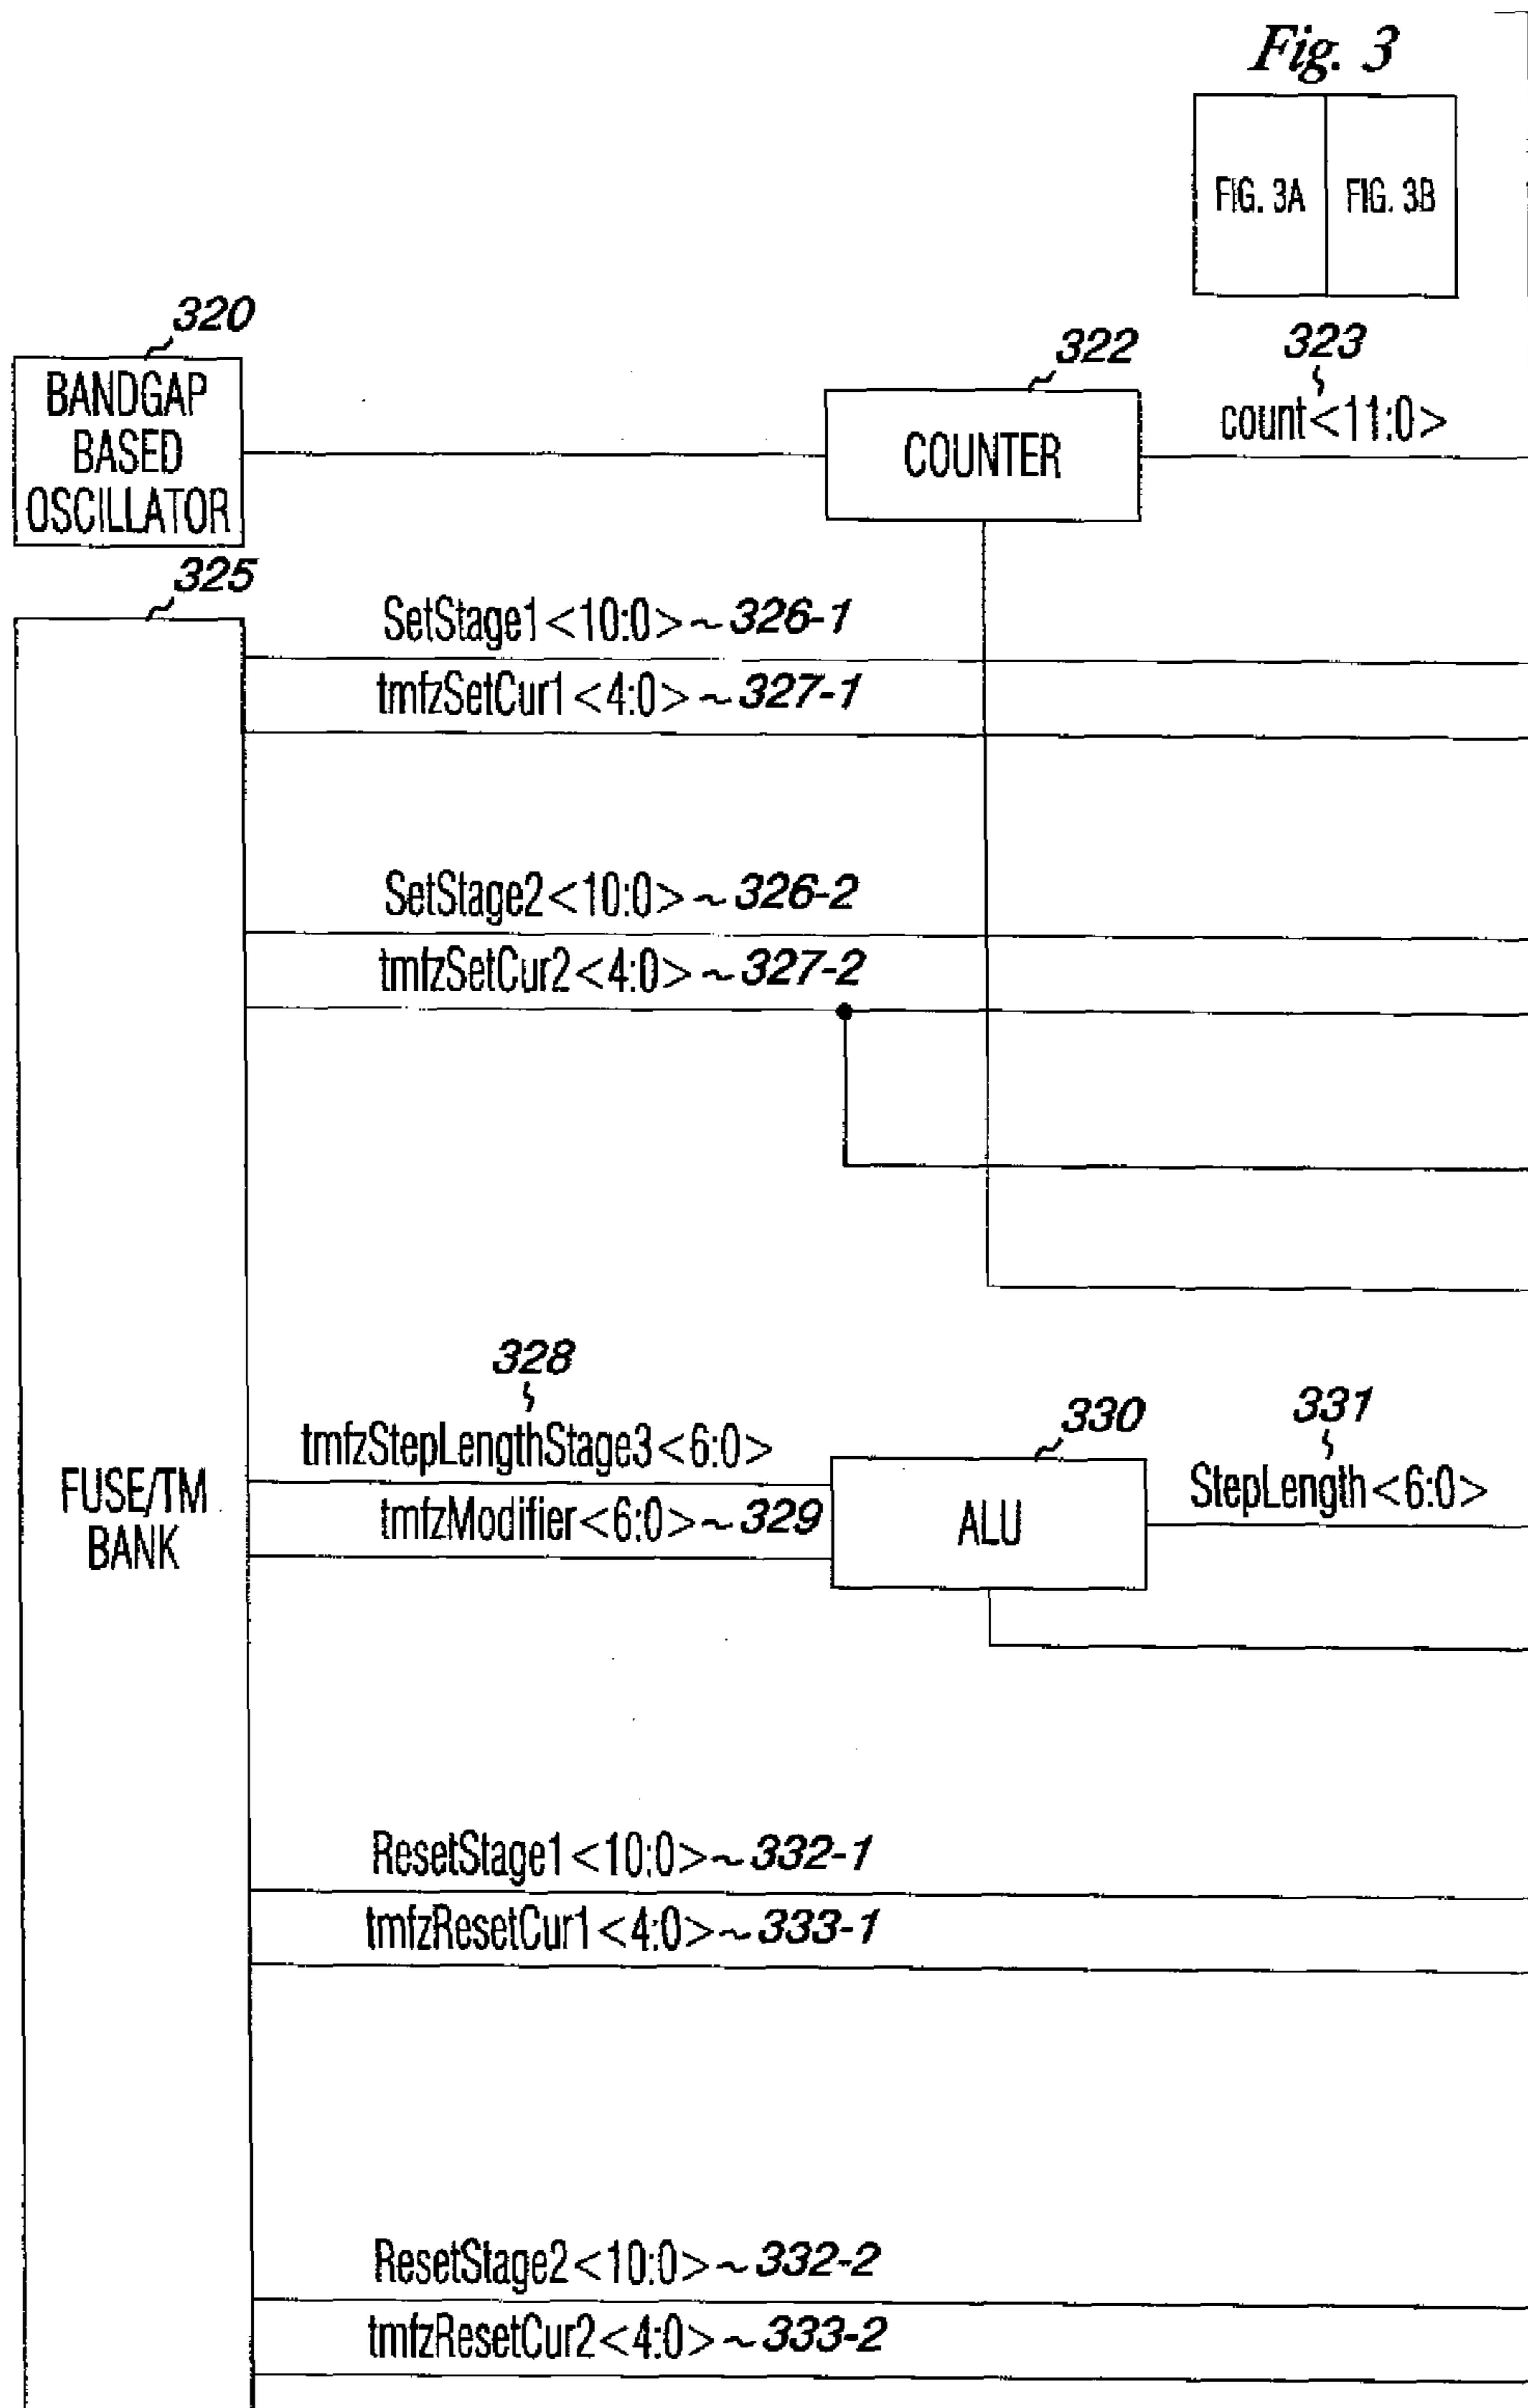 Fig. 3
FIG. 3A
FIG. 3B
320
BANDGAP
BASED
OSCILLATOR
322
COUNTER
323
count<11:0>
325
SetStage1<10:0>~326-1
tmfzSetCur1<4:0>~327-1
SetStage2<10:0>~326-2
tmfzSetCur2<4:0>~327-2
328
tmfzStepLengthStage3<6:0>
tmfzModifier<6:0>~329
330
ALU
331
StepLength<6:0>
FUSE/TM
BANK
ResetStage1<10:0>~332-1
tmfzResetCur1<4:0>~333-1
ResetStage2<10:0>~332-2
tmfzResetCur2<4:0>~333-2